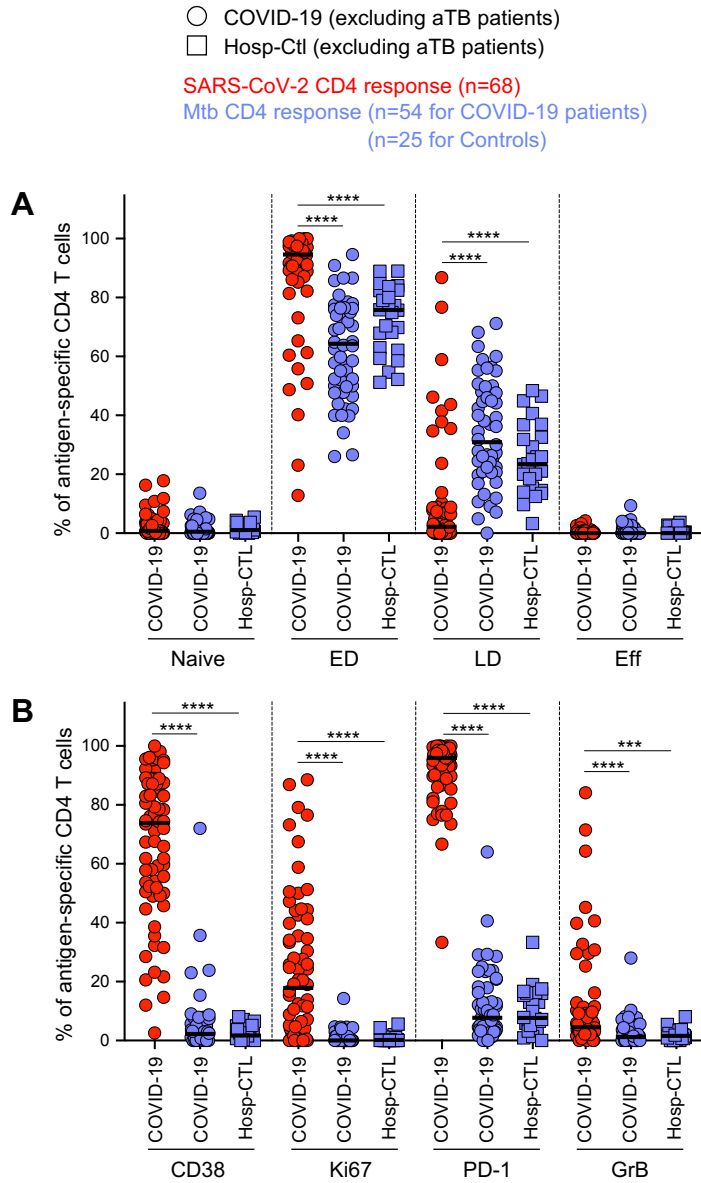 COVID-19 (excluding aTB patients)
Hosp-Ctl (excluding aTB patients)
SARS-CoV-2 CD4 response (n=68)
Mtb CD4 response (n=54 for COVID-19 patients)
(n=25 for Controls)
A
% of antigen-specific CD4 T cells
100
80
60
40
20
0
**** **** **** ****
COVID-19 COVID-19 Hosp-CTL COVID-19 COVID-19 Hosp-CTL COVID-19 COVID-19 Hosp-CTL COVID-19 COVID-19 Hosp-CTL
Naive ED LD Eff
B
% of antigen-specific CD4 T cells
100
80
60
40
20
0
**** **** **** **** **** **** *** ****
COVID-19 COVID-19 Hosp-CTL COVID-19 COVID-19 Hosp-CTL COVID-19 COVID-19 Hosp-CTL COVID-19 COVID-19 Hosp-CTL
CD38 Ki67 PD-1 GrB